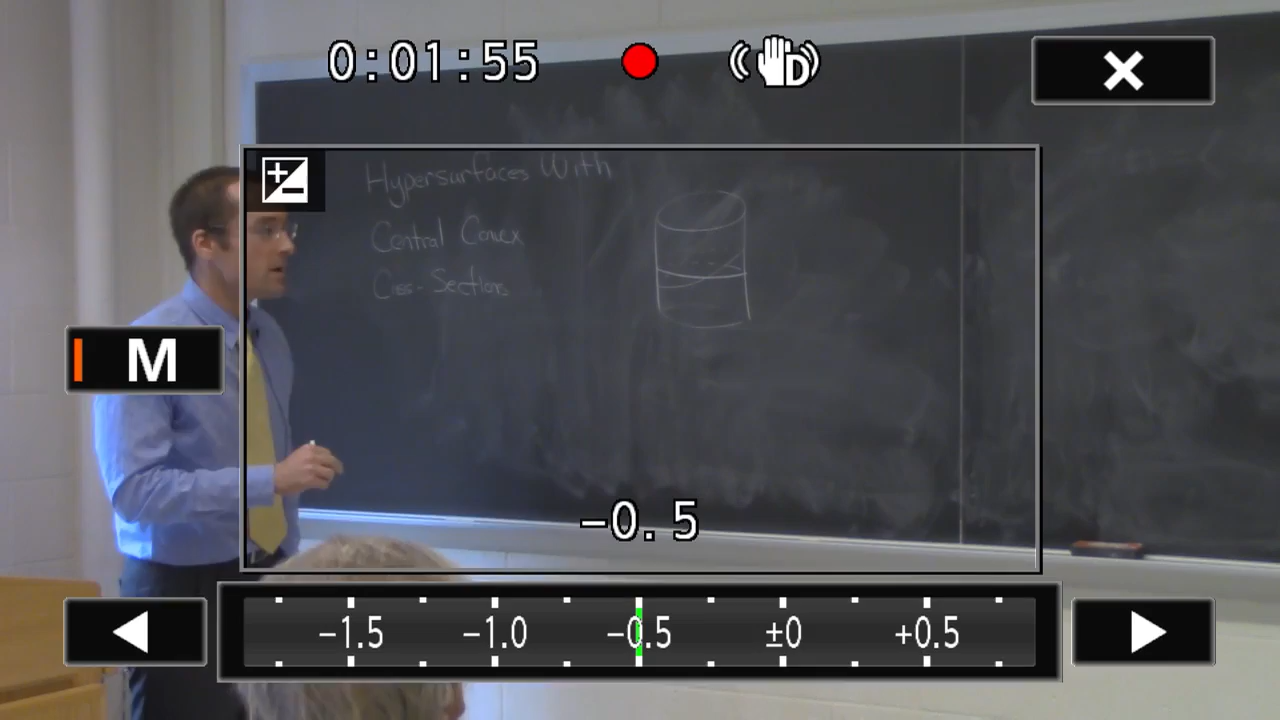 0:01:55
D
Hypersurfaces With
Central Convex
Cross-Sections
M
−0.5
−1.5 −1.0 −0.5 ±0 +0.5